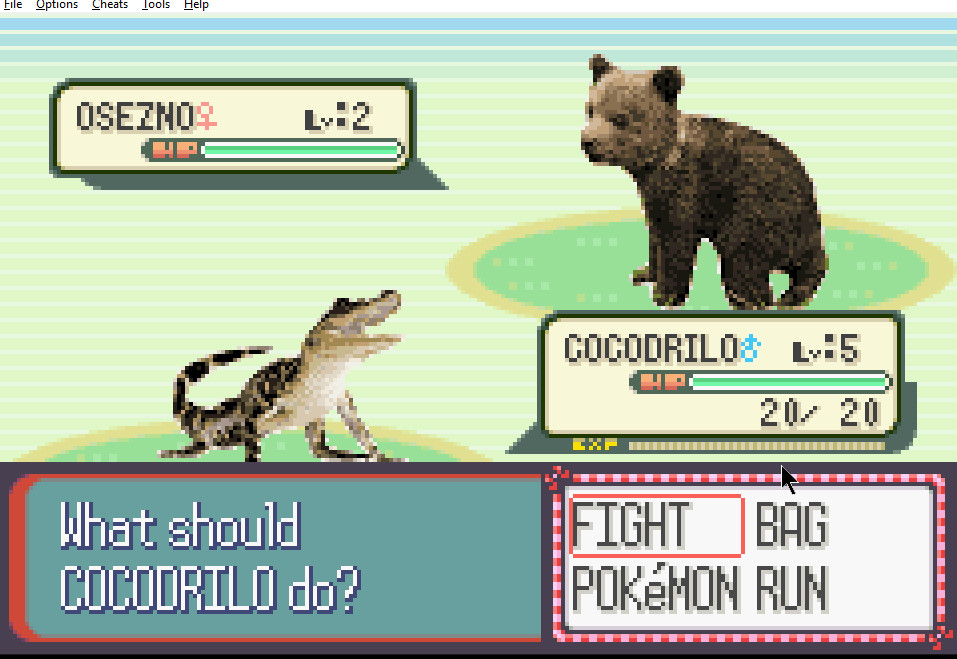 File Options Cheats Tools Help
OSEZNO♀ Lv:2
HP
COCODRILO♂ Lv:5
HP
20/ 20
EXP
What should
COCODRILO do?
FIGHT BAG
POKéMON RUN